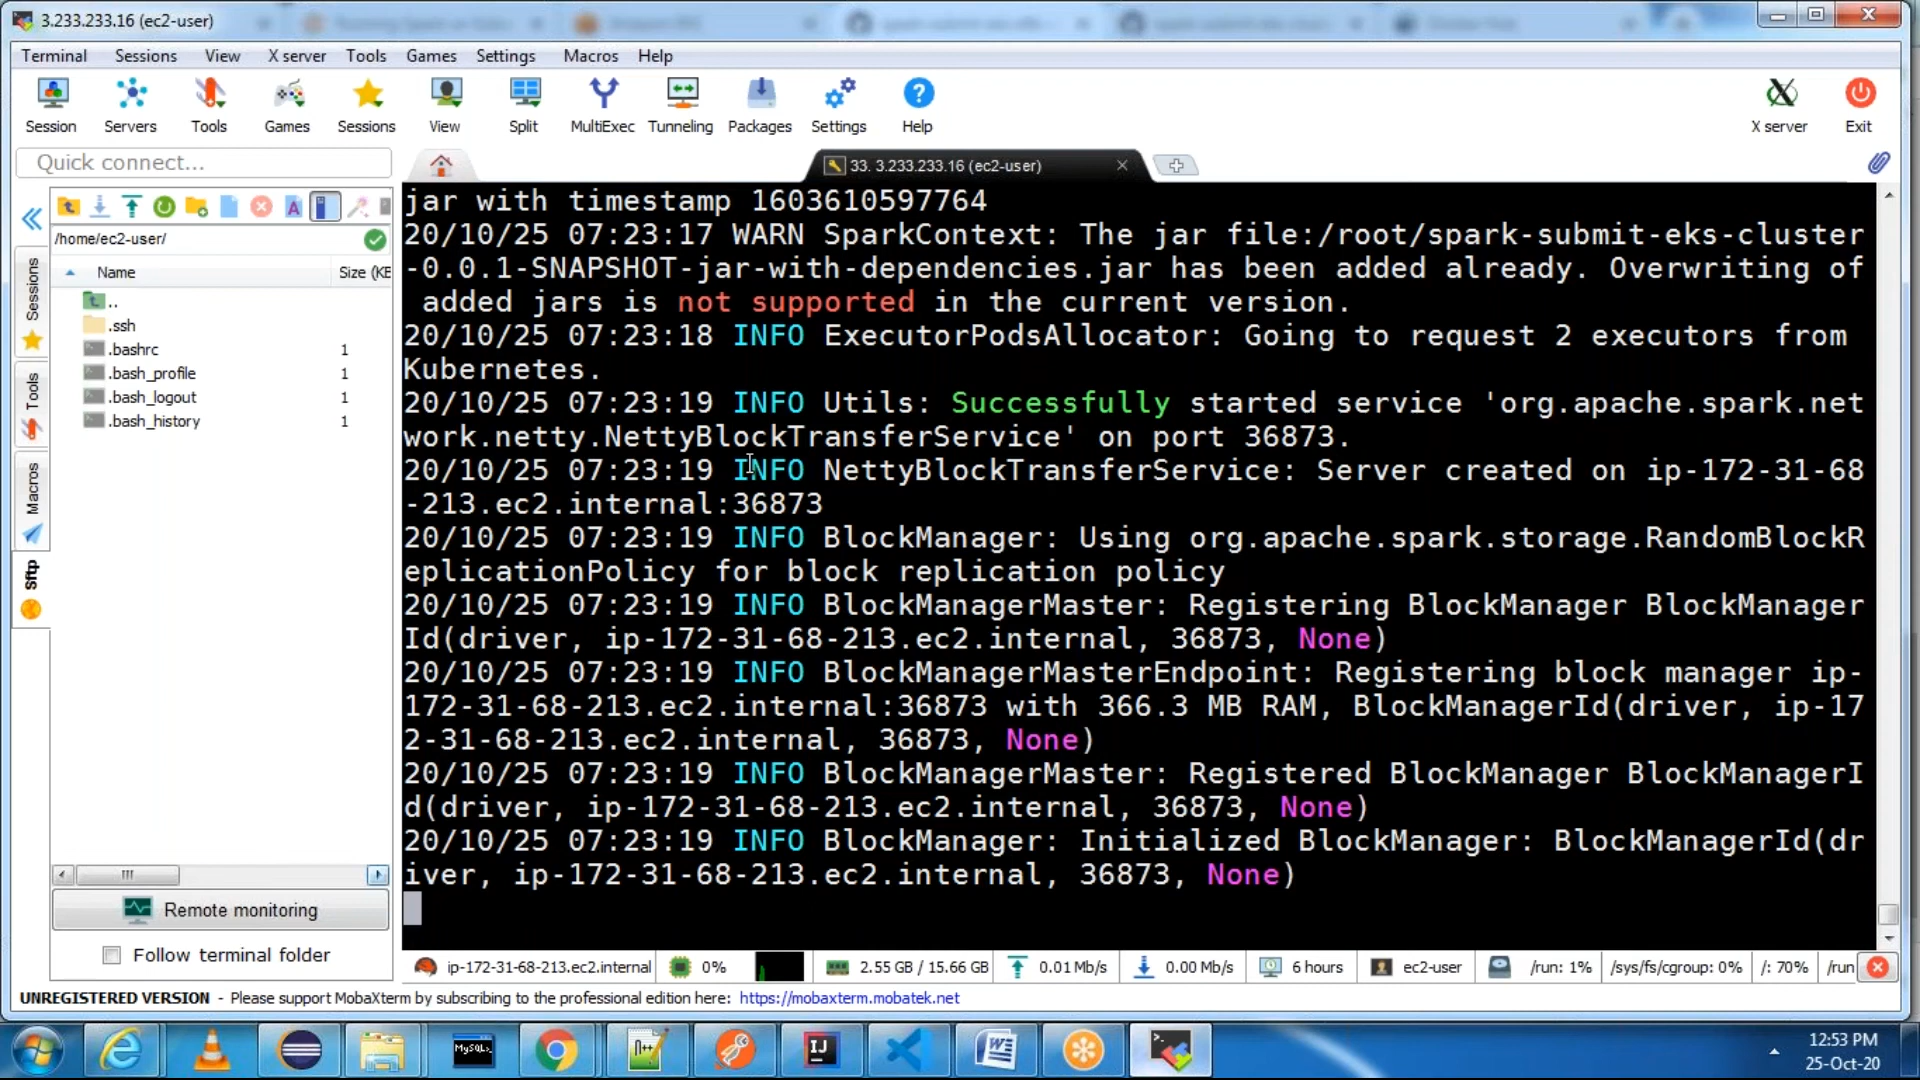 3.233.233.16 (ec2-user)
Terminal Sessions View X server Tools Games Settings Macros Help
Session Servers Tools Games Sessions View Split MultiExec Tunneling Packages Settings Help X server Exit
Quick connect...
33. 3.233.233.16 (ec2-user)
/home/ec2-user/
Name Size (KB
..
.ssh
.bashrc 1
.bash_profile 1
.bash_logout 1
.bash_history 1
Sessions
Tools
Macros
Sftp
Remote monitoring
Follow terminal folder
jar with timestamp 1603610597764
20/10/25 07:23:17 WARN SparkContext: The jar file:/root/spark-submit-eks-cluster
-0.0.1-SNAPSHOT-jar-with-dependencies.jar has been added already. Overwriting of
added jars is not supported in the current version.
20/10/25 07:23:18 INFO ExecutorPodsAllocator: Going to request 2 executors from
Kubernetes.
20/10/25 07:23:19 INFO Utils: Successfully started service 'org.apache.spark.net
work.netty.NettyBlockTransferService' on port 36873.
20/10/25 07:23:19 INFO NettyBlockTransferService: Server created on ip-172-31-68
-213.ec2.internal:36873
20/10/25 07:23:19 INFO BlockManager: Using org.apache.spark.storage.RandomBlockR
eplicationPolicy for block replication policy
20/10/25 07:23:19 INFO BlockManagerMaster: Registering BlockManager BlockManager
Id(driver, ip-172-31-68-213.ec2.internal, 36873, None)
20/10/25 07:23:19 INFO BlockManagerMasterEndpoint: Registering block manager ip-
172-31-68-213.ec2.internal:36873 with 366.3 MB RAM, BlockManagerId(driver, ip-17
2-31-68-213.ec2.internal, 36873, None)
20/10/25 07:23:19 INFO BlockManagerMaster: Registered BlockManager BlockManagerI
d(driver, ip-172-31-68-213.ec2.internal, 36873, None)
20/10/25 07:23:19 INFO BlockManager: Initialized BlockManager: BlockManagerId(dr
iver, ip-172-31-68-213.ec2.internal, 36873, None)
ip-172-31-68-213.ec2.internal 0% 2.55 GB / 15.66 GB 0.01 Mb/s 0.00 Mb/s 6 hours ec2-user /run: 1% /sys/fs/cgroup: 0% /: 70% /run
UNREGISTERED VERSION - Please support MobaXterm by subscribing to the professional edition here: https://mobaxterm.mobatek.net
MySQL
N++
IJ
W
12:53 PM
25-Oct-20